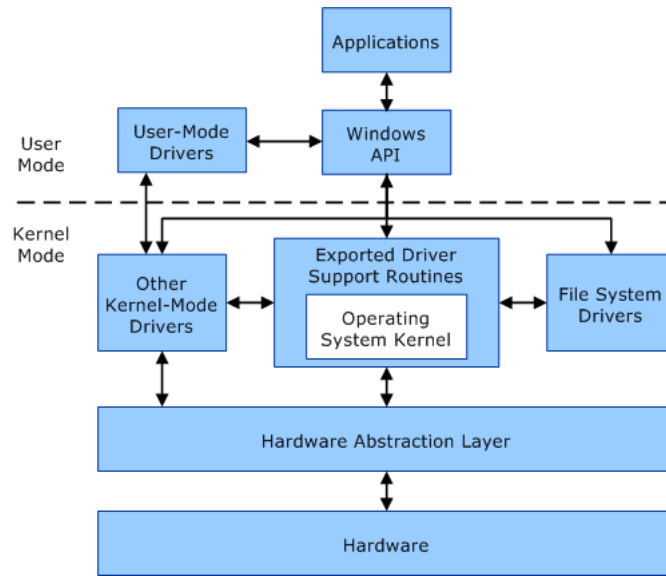 Applications
User
Mode
User-Mode
Drivers
Windows
API
Kernel
Mode
Other
Kernel-Mode
Drivers
Exported Driver
Support Routines
Operating
System Kernel
File System
Drivers
Hardware Abstraction Layer
Hardware